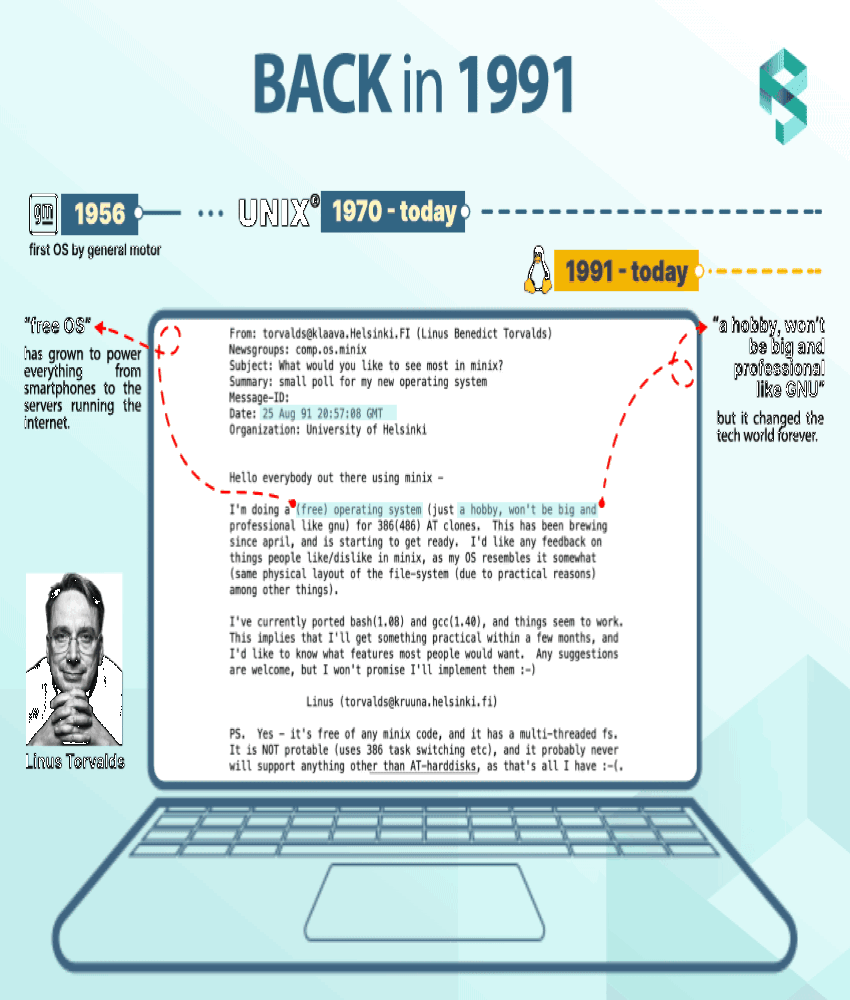 BACK in 1991
gm 1956 UNIX® 1970 - today
first OS by general motor
1991 - today
"free OS"
has grown to power
everything from
smartphones to the
servers running the
internet.
From: torvalds@klaava.Helsinki.FI (Linus Benedict Torvalds)
Newsgroups: comp.os.minix
Subject: What would you like to see most in minix?
Summary: small poll for my new operating system
Message-ID:
Date: 25 Aug 91 20:57:08 GMT
Organization: University of Helsinki
Hello everybody out there using minix -
I'm doing a (free) operating system (just a hobby, won't be big and
professional like gnu) for 386(486) AT clones.  This has been brewing
since april, and is starting to get ready.  I'd like any feedback on
things people like/dislike in minix, as my OS resembles it somewhat
(same physical layout of the file-system (due to practical reasons)
among other things).
I've currently ported bash(1.08) and gcc(1.40), and things seem to work.
This implies that I'll get something practical within a few months, and
I'd like to know what features most people would want.  Any suggestions
are welcome, but I won't promise I'll implement them :-)
Linus (torvalds@kruuna.helsinki.fi)
PS.  Yes - it's free of any minix code, and it has a multi-threaded fs.
It is NOT protable (uses 386 task switching etc), and it probably never
will support anything other than AT-harddisks, as that's all I have :-(.
"a hobby, won't
be big and
professional
like GNU"
but it changed the
tech world forever.
Linus Torvalds